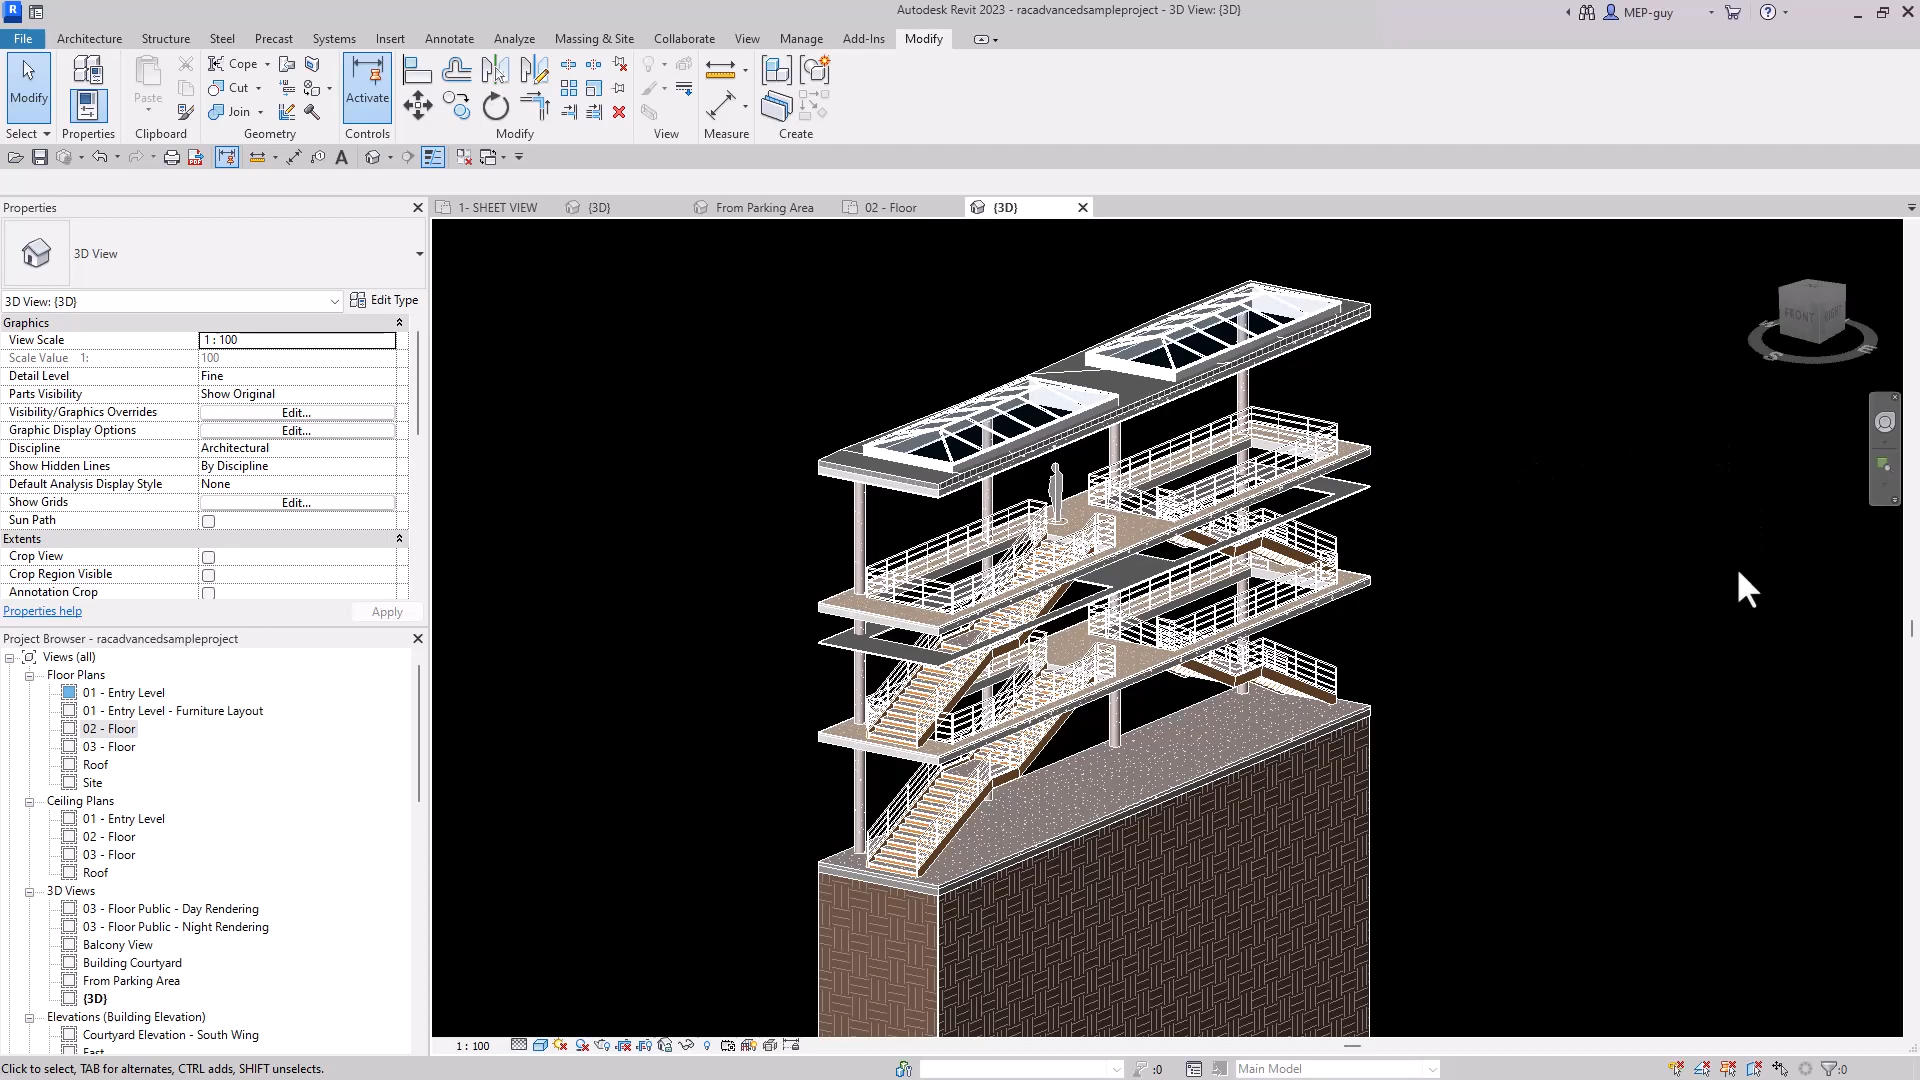 Autodesk Revit 2023 - racadvancedsampleproject - 3D View: {3D}
MEP-guy
File Architecture Structure Steel Precast Systems Insert Annotate Analyze Massing & Site Collaborate View Manage Add-Ins Modify
Modify
Paste
Cope
Cut
Join
Activate
Select Properties Clipboard Geometry Controls Modify View Measure Create
Properties
1- SHEET VIEW {3D} From Parking Area 02 - Floor {3D}
3D View
3D View: {3D} Edit Type
Graphics
View Scale 1 : 100
Scale Value 1: 100
Detail Level Fine
Parts Visibility Show Original
Visibility/Graphics Overrides Edit...
Graphic Display Options Edit...
Discipline Architectural
Show Hidden Lines By Discipline
Default Analysis Display Style None
Show Grids Edit...
Sun Path
Extents
Crop View
Crop Region Visible
Annotation Crop
Properties help Apply
Project Browser - racadvancedsampleproject
Views (all)
Floor Plans
01 - Entry Level
01 - Entry Level - Furniture Layout
02 - Floor
03 - Floor
Roof
Site
Ceiling Plans
01 - Entry Level
02 - Floor
03 - Floor
Roof
3D Views
03 - Floor Public - Day Rendering
03 - Floor Public - Night Rendering
Balcony View
Building Courtyard
From Parking Area
{3D}
Elevations (Building Elevation)
Courtyard Elevation - South Wing
East
FRONT RIGHT
S E
1 : 100
Click to select, TAB for alternates, CTRL adds, SHIFT unselects.
:0
Main Model
:0